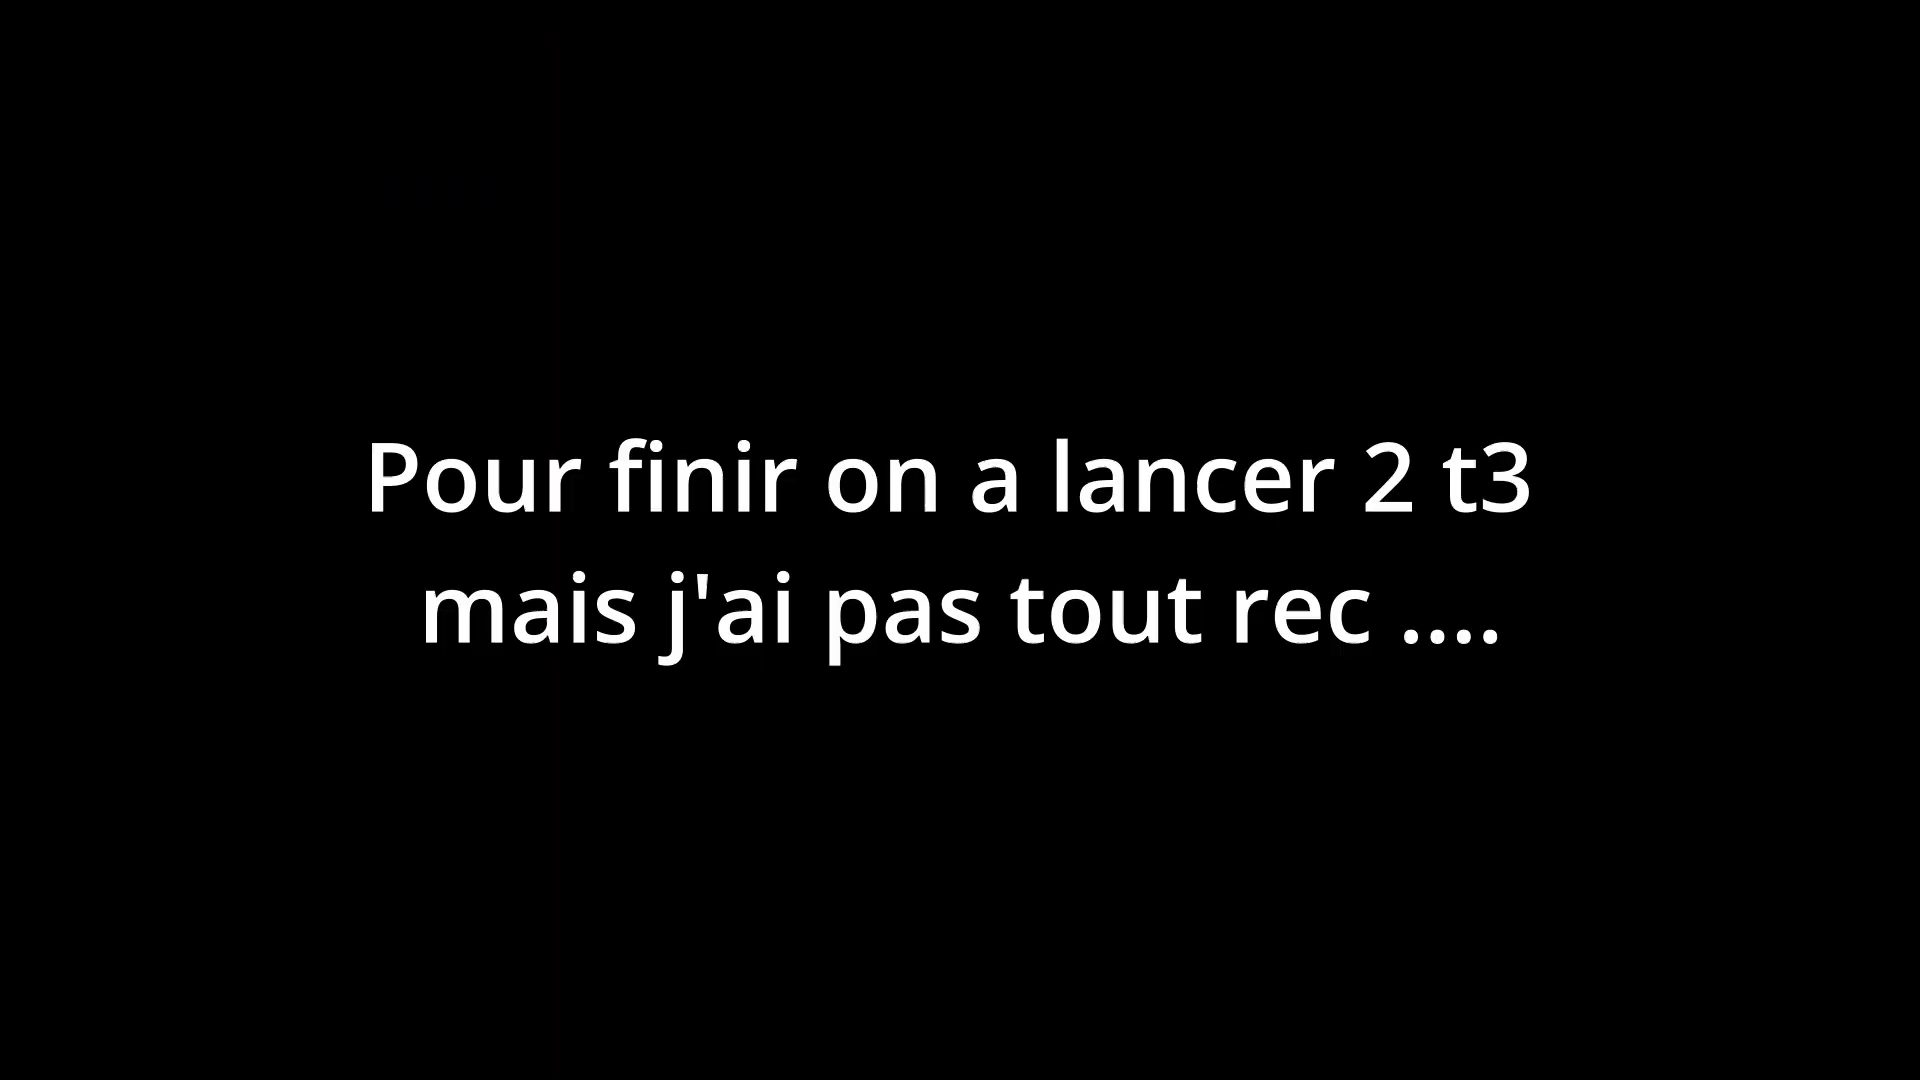 Pour finir on a lancer 2 t3
mais j'ai pas tout rec ....